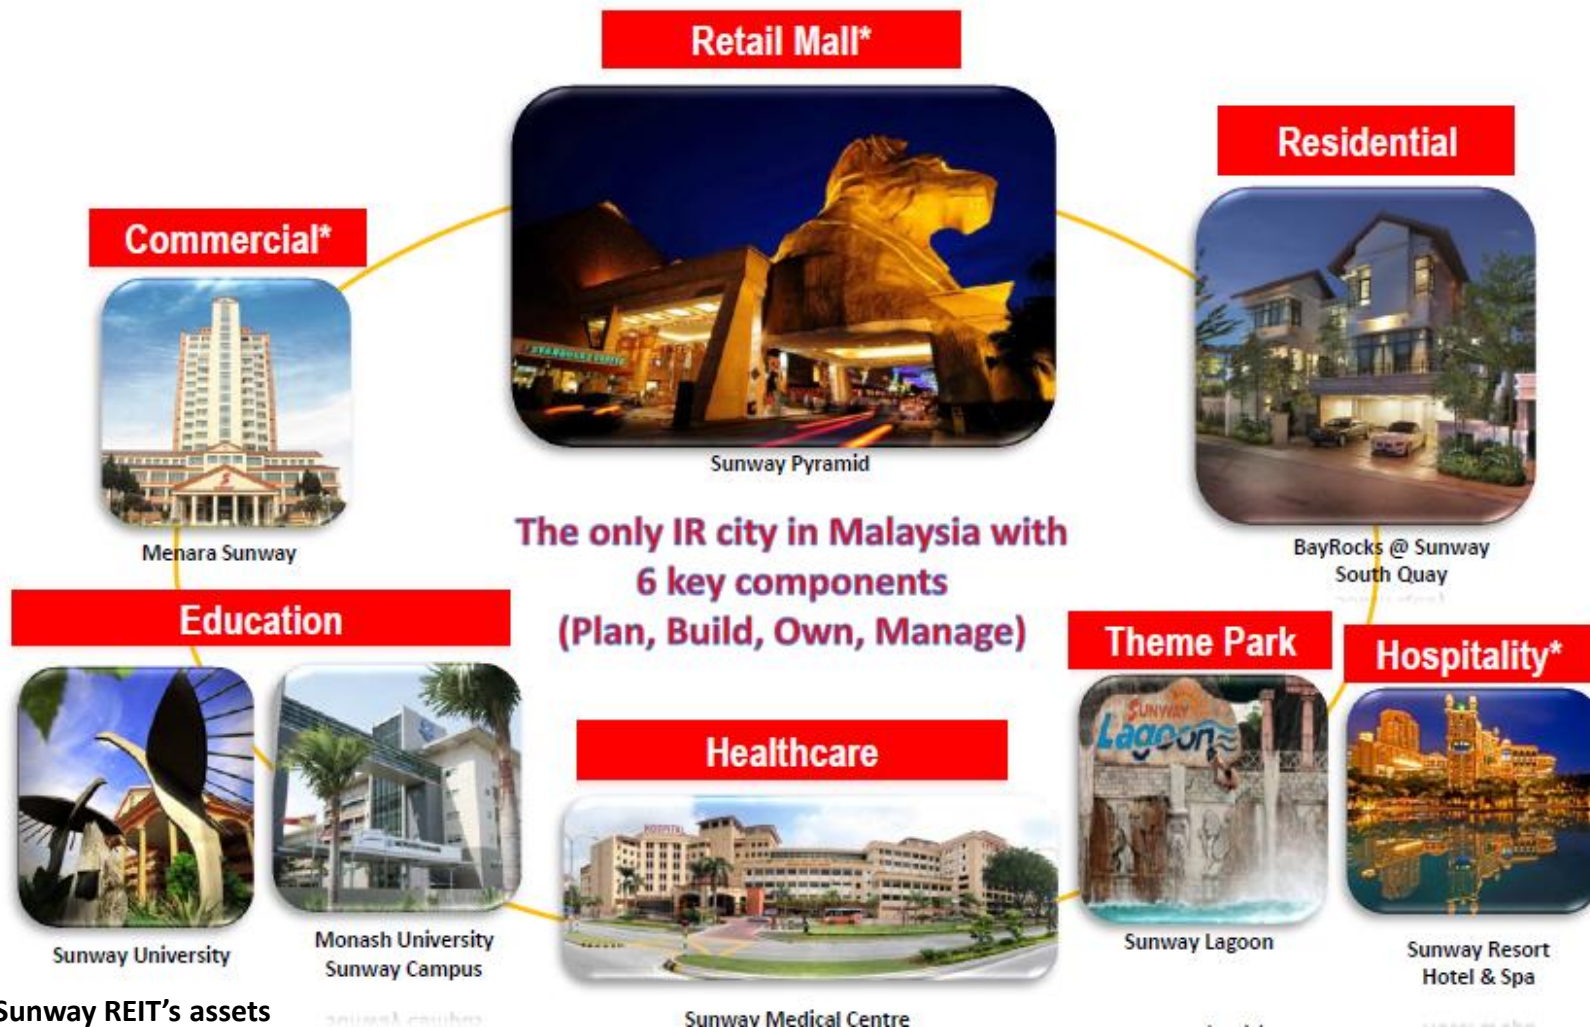 Retail Mall*
Residential
Commercial*
Sunway Pyramid
Menara Sunway
The only IR city in Malaysia with
6 key components
(Plan, Build, Own, Manage)
BayRocks @ Sunway
South Quay
Education
Theme Park
Hospitality*
SUNWAY
Lagoon
Healthcare
HOSPITAL
Sunway University
Monash University
Sunway Campus
Sunway Lagoon
Sunway Resort
Hotel & Spa
Sunway REIT's assets
Sunway Medical Centre